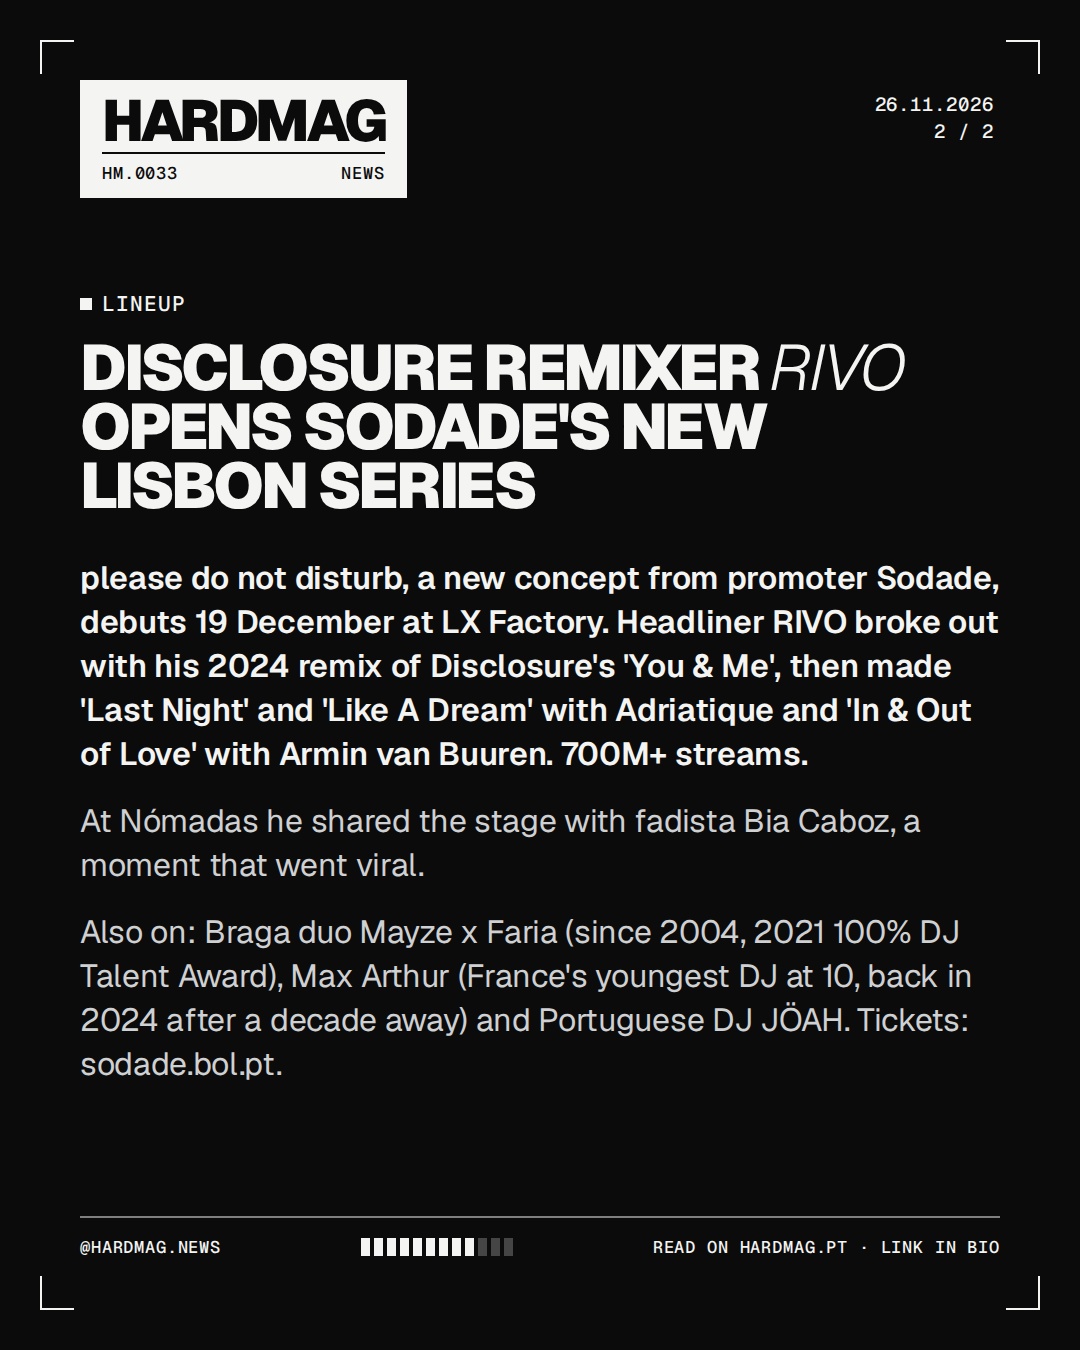 HARDMAG
HM.0033 NEWS
26.11.2026
2 / 2
LINEUP
DISCLOSURE REMIXER RIVO
OPENS SODADE'S NEW
LISBON SERIES
please do not disturb, a new concept from promoter Sodade,
debuts 19 December at LX Factory. Headliner RIVO broke out
with his 2024 remix of Disclosure's 'You & Me', then made
'Last Night' and 'Like A Dream' with Adriatique and 'In & Out
of Love' with Armin van Buuren. 700M+ streams.
At Nómadas he shared the stage with fadista Bia Caboz, a
moment that went viral.
Also on: Braga duo Mayze x Faria (since 2004, 2021 100% DJ
Talent Award), Max Arthur (France's youngest DJ at 10, back in
2024 after a decade away) and Portuguese DJ JÖAH. Tickets:
sodade.bol.pt.
@HARDMAG.NEWS
READ ON HARDMAG.PT · LINK IN BIO